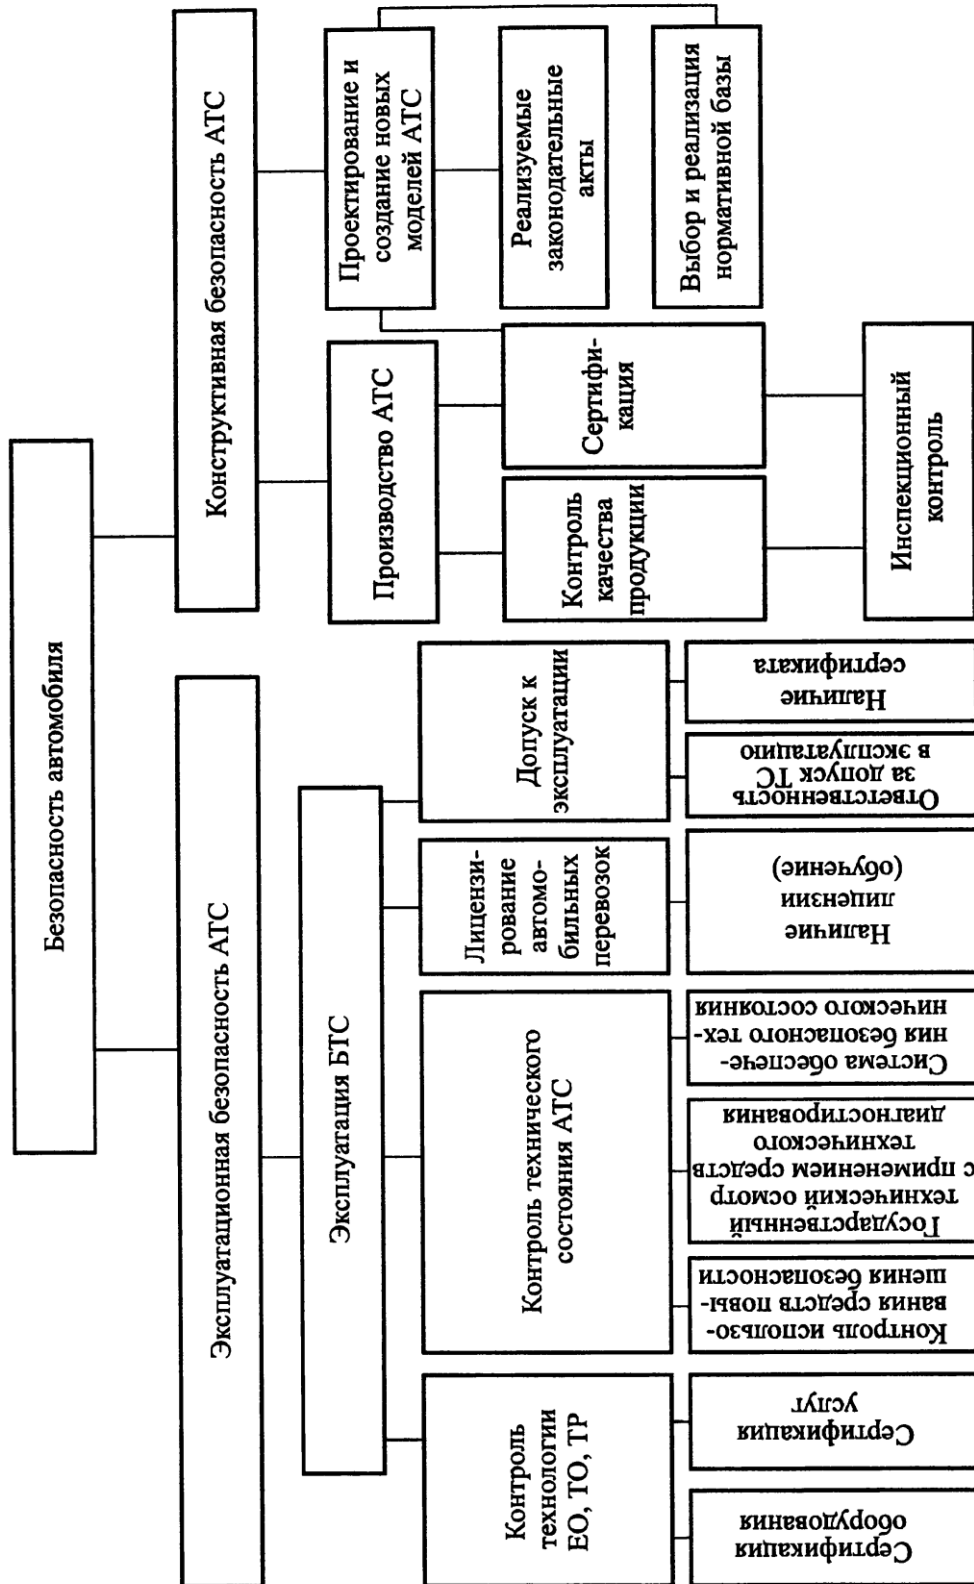 Безопасность автомобиля
Эксплуатационная безопасность АТС
Конструктивная безопасность АТС
Эксплуатация БТС
Производство АТС
Проектирование и
создание новых
моделей АТС
Контроль
технологии
ЕО, ТО, ТР
Контроль технического
состояния АТС
Лицензи-
рование
автомо-
бильных
перевозок
Допуск к
эксплуатации
Контроль
качества
продукции
Сертифи-
кация
Реализуемые
законодательные
акты
Выбор и реализация
нормативной базы
Инспекционный
контроль
Сертификация
оборудования
Сертификация
услуг
Контроль использо-
вания средств повы-
шения безопасности
Государственный
технический осмотр
с применением средств
технического
диагностирования
Система обеспече-
ния безопасного тех-
нического состояния
Наличие
лицензии
(обучение)
Ответственность
за допуск ТС
в эксплуатацию
Наличие
сертификата